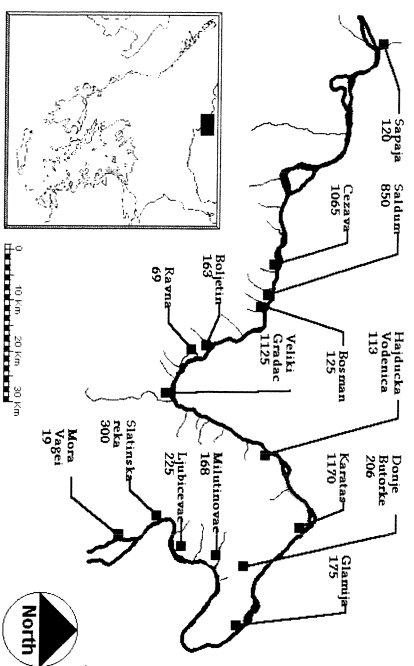 Sapaja
120
Saldum
850
Cezava
1065
Hajducka
Vodenica
113
Bosman
125
Veliki
Gradac
1125
Donje
Butorke
206
Karatas
1170
Glamija
175
Boljetin
163
Ravna
69
Milutinovac
168
Ljubicevac
225
Slatinska
reka
300
Mora
Vagei
19
0
10 Km
20 Km
30 Km
North